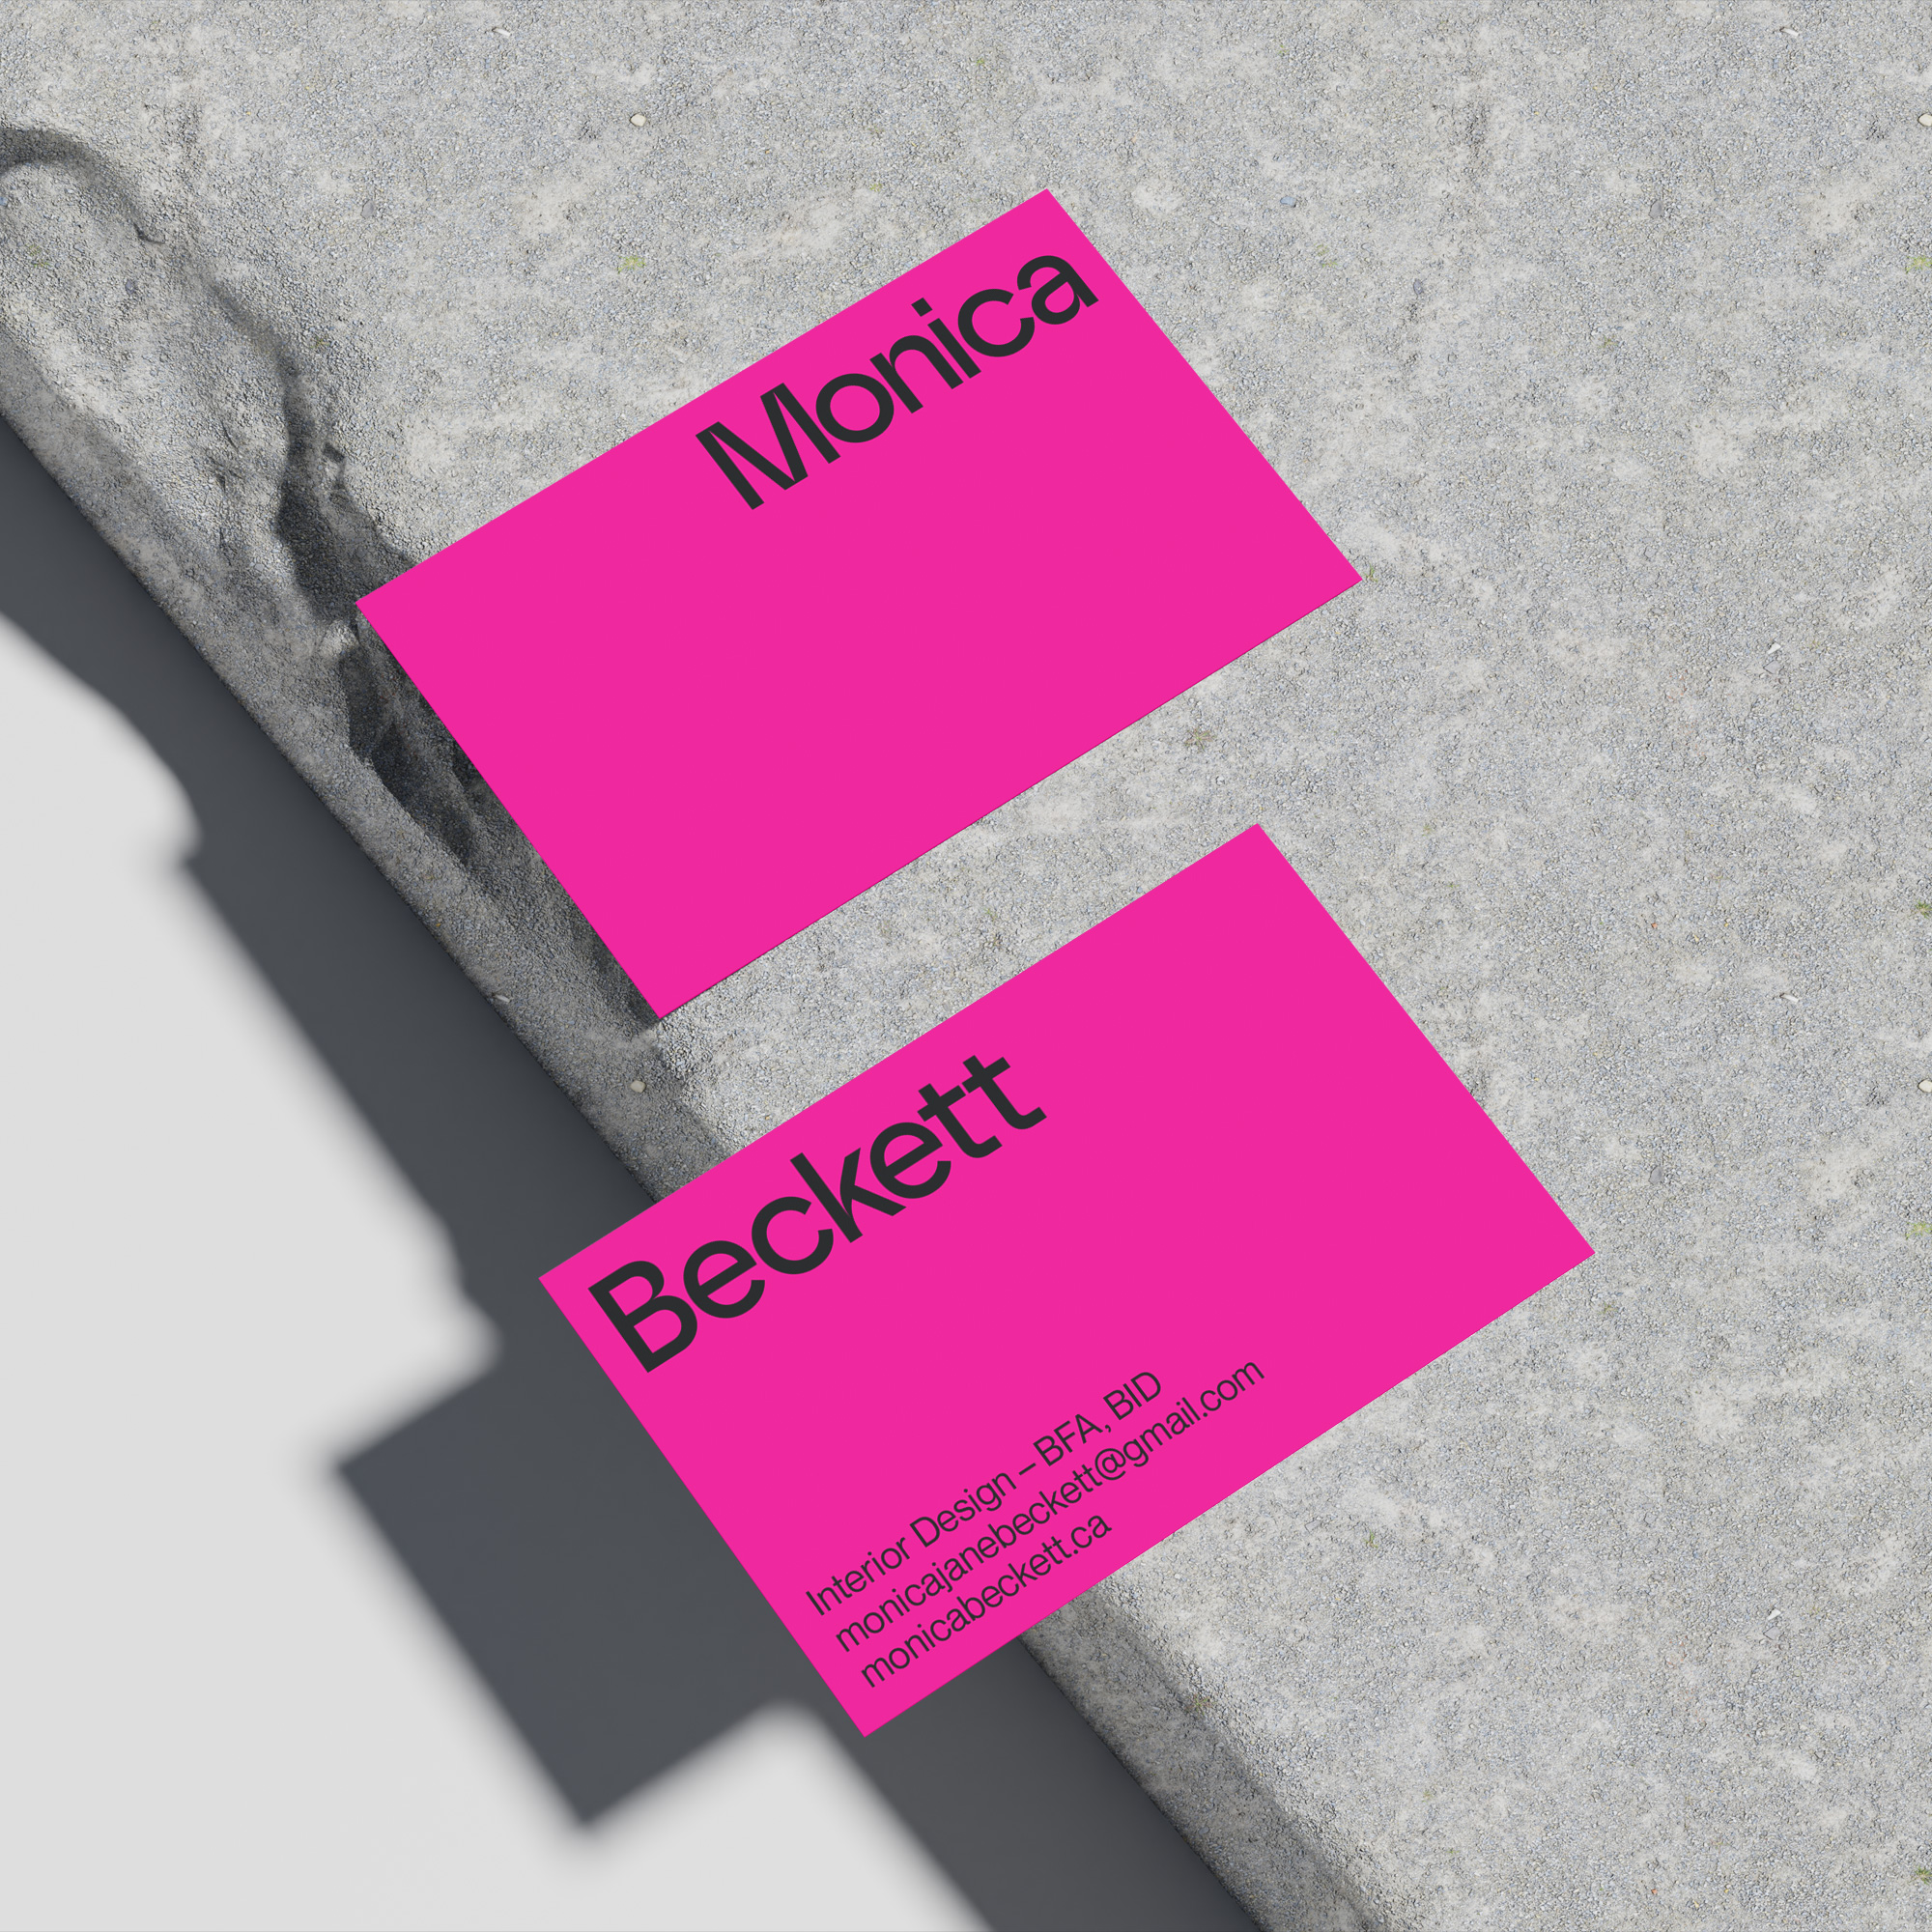 Monica
Beckett
Interior Design – BFA, BID
monicajanebeckett@gmail.com
monicabeckett.ca